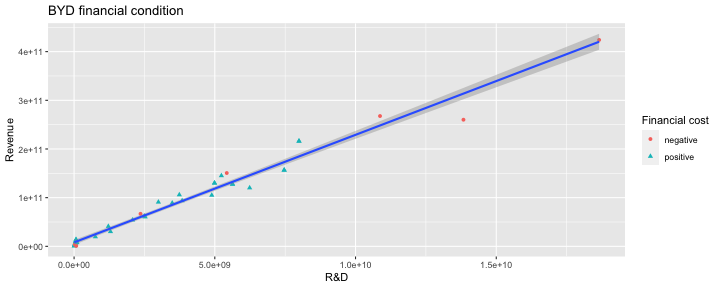 BYD financial condition
4e+11
3e+11
2e+11
1e+11
0e+00
Revenue
0.0e+00 5.0e+09 1.0e+10 1.5e+10
R&D
Financial cost
negative
positive